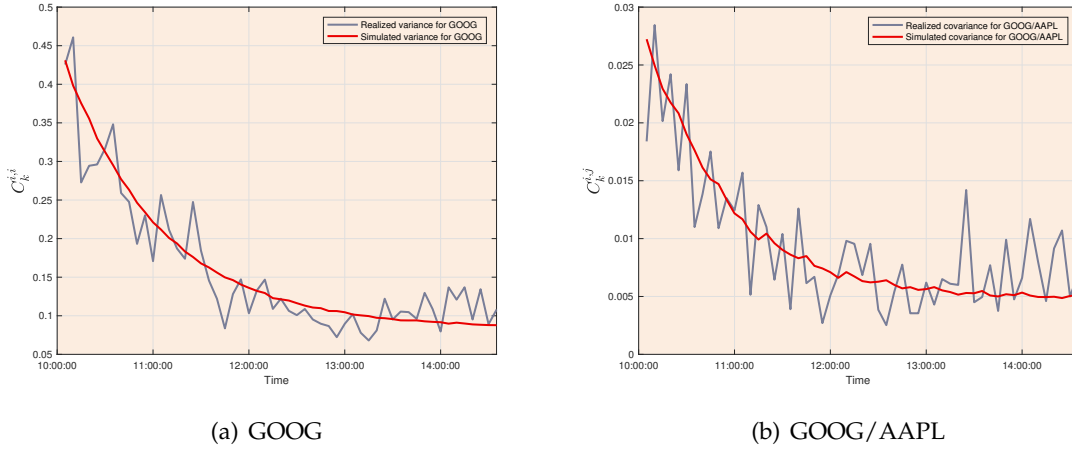 Realized variance for GOOG
Simulated variance for GOOG
0.5
0.45
0.4
0.35
0.3
0.25
0.2
0.15
0.1
0.05
C_k^{i,i}
10:00:00 11:00:00 12:00:00 13:00:00 14:00:00
Time
(a) GOOG
Realized covariance for GOOG/AAPL
Simulated covariance for GOOG/AAPL
0.03
0.025
0.02
0.015
0.01
0.005
0
C_k^{i,j}
10:00:00 11:00:00 12:00:00 13:00:00 14:00:00
Time
(b) GOOG/AAPL